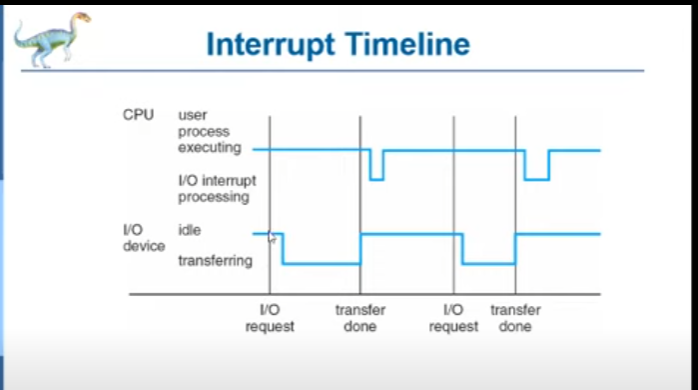 Interrupt Timeline
CPU user
process
executing
I/O interrupt
processing
I/O idle
device
transferring
I/O transfer I/O transfer
request done request done